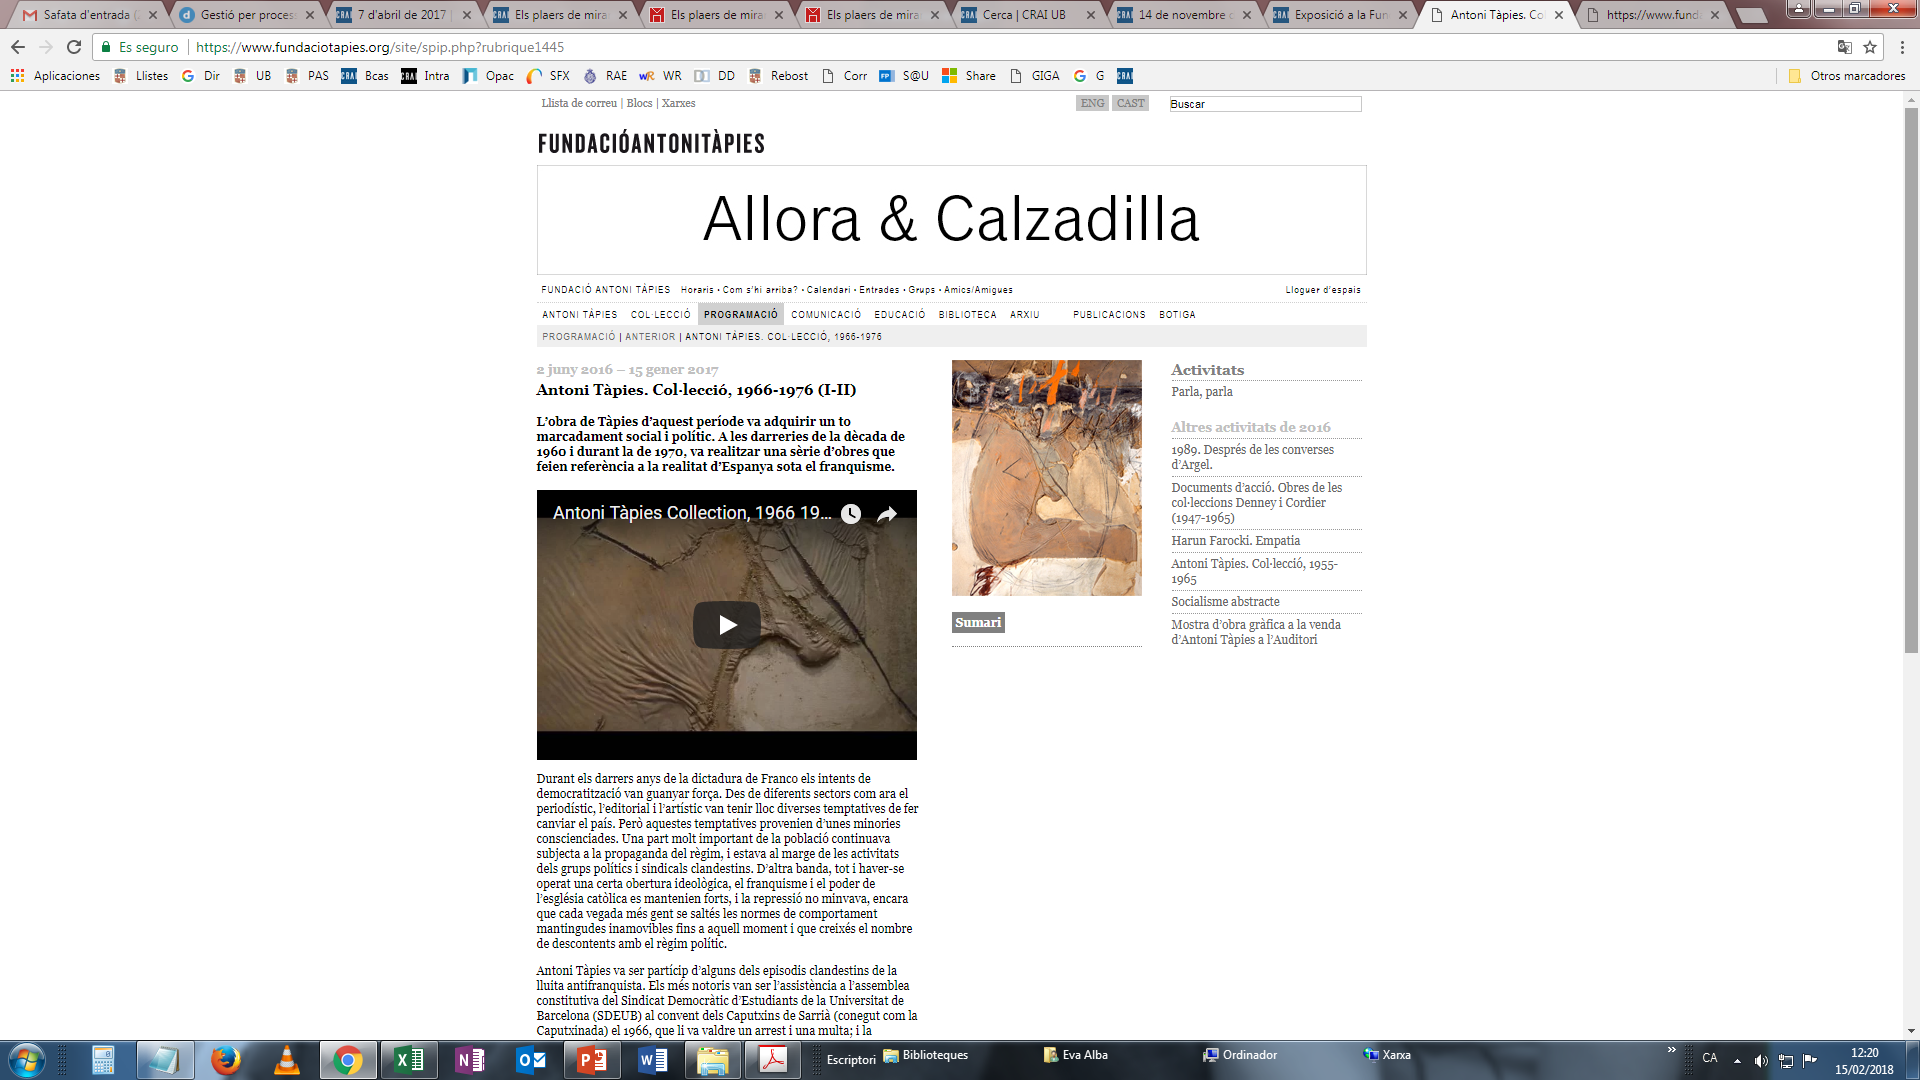 Safata d'entrada (2
Gestió per process
7 d'abril de 2017 |
Els plaers de mira
Els plaers de mira
Els plaers de mira
Cerca | CRAI UB
14 de novembre d
Exposició a la Fun
Antoni Tàpies. Co
https://www.fund
Es seguro | https://www.fundaciotapies.org/site/spip.php?rubrique1445
Aplicaciones Llistes Dir UB PAS Bcas Intra Opac SFX RAE WR DD Rebost Corr S@U Share GIGA G Otros marcadores
Llista de correu | Blocs | Xarxes
ENG CAST
Buscar
FUNDACIÓANTONITÀPIES
Allora & Calzadilla
FUNDACIÓ ANTONI TÀPIES Horaris • Com s'hi arriba? • Calendari • Entrades • Grups • Amics/Amigues Lloguer d'espais
ANTONI TÀPIES COL·LECCIÓ PROGRAMACIÓ COMUNICACIÓ EDUCACIÓ BIBLIOTECA ARXIU PUBLICACIONS BOTIGA
PROGRAMACIÓ | ANTERIOR | ANTONI TÀPIES. COL·LECCIÓ, 1966-1976
2 juny 2016 – 15 gener 2017
Antoni Tàpies. Col·lecció, 1966-1976 (I-II)
L'obra de Tàpies d'aquest període va adquirir un to
marcadament social i polític. A les darreries de la dècada de
1960 i durant la de 1970, va realitzar una sèrie d'obres que
feien referència a la realitat d'Espanya sota el franquisme.
Antoni Tàpies Collection, 1966 19...
Durant els darrers anys de la dictadura de Franco els intents de
democratització van guanyar força. Des de diferents sectors com ara el
periodístic, l'editorial i l'artístic van tenir lloc diverses temptatives de fer
canviar el país. Però aquestes temptatives provenien d'unes minories
conscienciades. Una part molt important de la població continuava
subjecta a la propaganda del règim, i estava al marge de les activitats
dels grups polítics i sindicals clandestins. D'altra banda, tot i haver-se
operat una certa obertura ideològica, el franquisme i el poder de
l'església catòlica es mantenien forts, i la repressió no minvava, encara
que cada vegada més gent se saltés les normes de comportament
mantingudes inamovibles fins a aquell moment i que creixés el nombre
de descontents amb el règim polític.
Antoni Tàpies va ser partícip d'alguns dels episodis clandestins de la
lluita antifranquista. Els més notoris van ser l'assistència a l'assemblea
constitutiva del Sindicat Democràtic d'Estudiants de la Universitat de
Barcelona (SDEUB) al convent dels Caputxins de Sarrià (conegut com la
Caputxinada) el 1966, que li va valdre un arrest i una multa; i la
Sumari
Activitats
Parla, parla
Altres activitats de 2016
1989. Després de les converses
d'Argel.
Documents d'acció. Obres de les
col·leccions Denney i Cordier
(1947-1965)
Harun Farocki. Empatia
Antoni Tàpies. Col·lecció, 1955-
1965
Socialisme abstracte
Mostra d'obra gràfica a la venda
d'Antoni Tàpies a l'Auditori
Escriptori Biblioteques Eva Alba Ordinador Xarxa » CA
12:20
15/02/2018